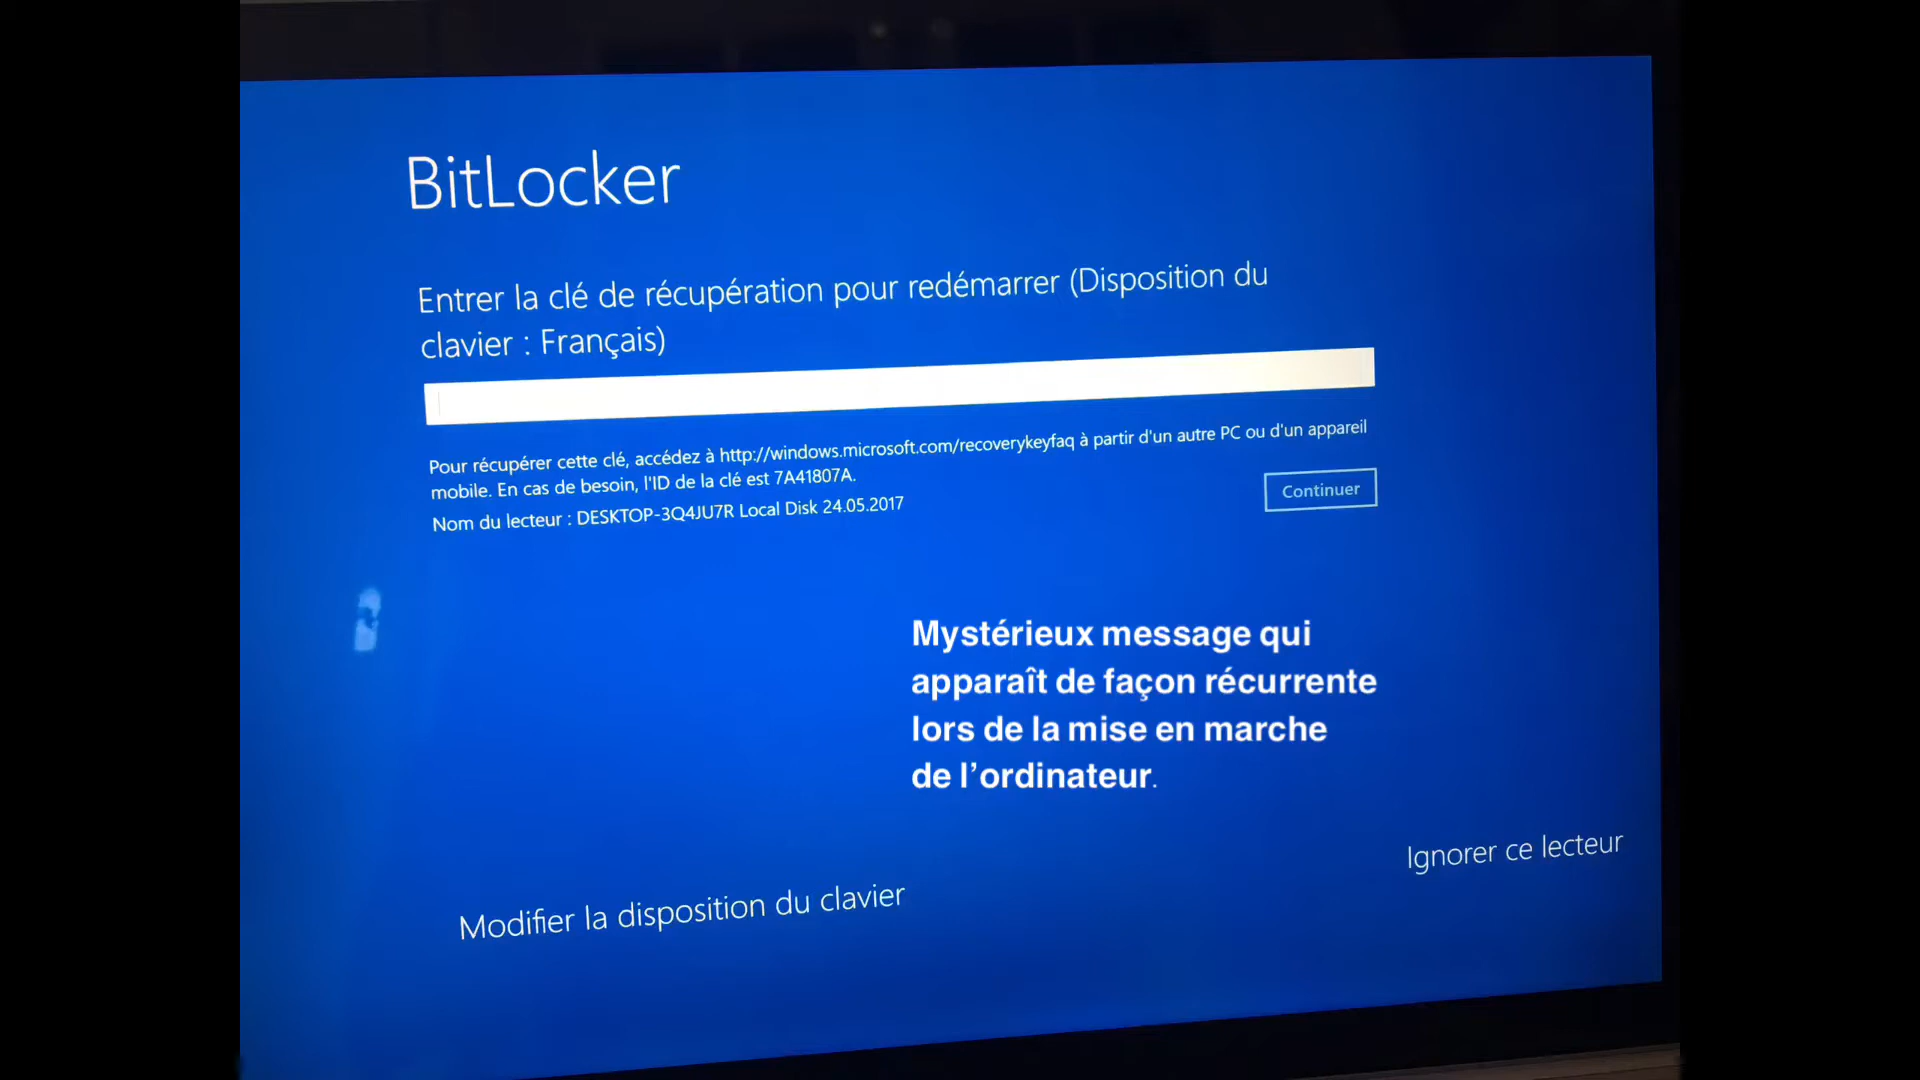 BitLocker
Entrer la clé de récupération pour redémarrer (Disposition du
clavier : Français)
Pour récupérer cette clé, accédez à http://windows.microsoft.com/recoverykeyfaq à partir d'un autre PC ou d'un appareil
mobile. En cas de besoin, l'ID de la clé est 7A41807A.
Nom du lecteur : DESKTOP-3Q4JU7R Local Disk 24.05.2017
Continuer
Mystérieux message qui
apparaît de façon récurrente
lors de la mise en marche
de l’ordinateur.
Ignorer ce lecteur
Modifier la disposition du clavier